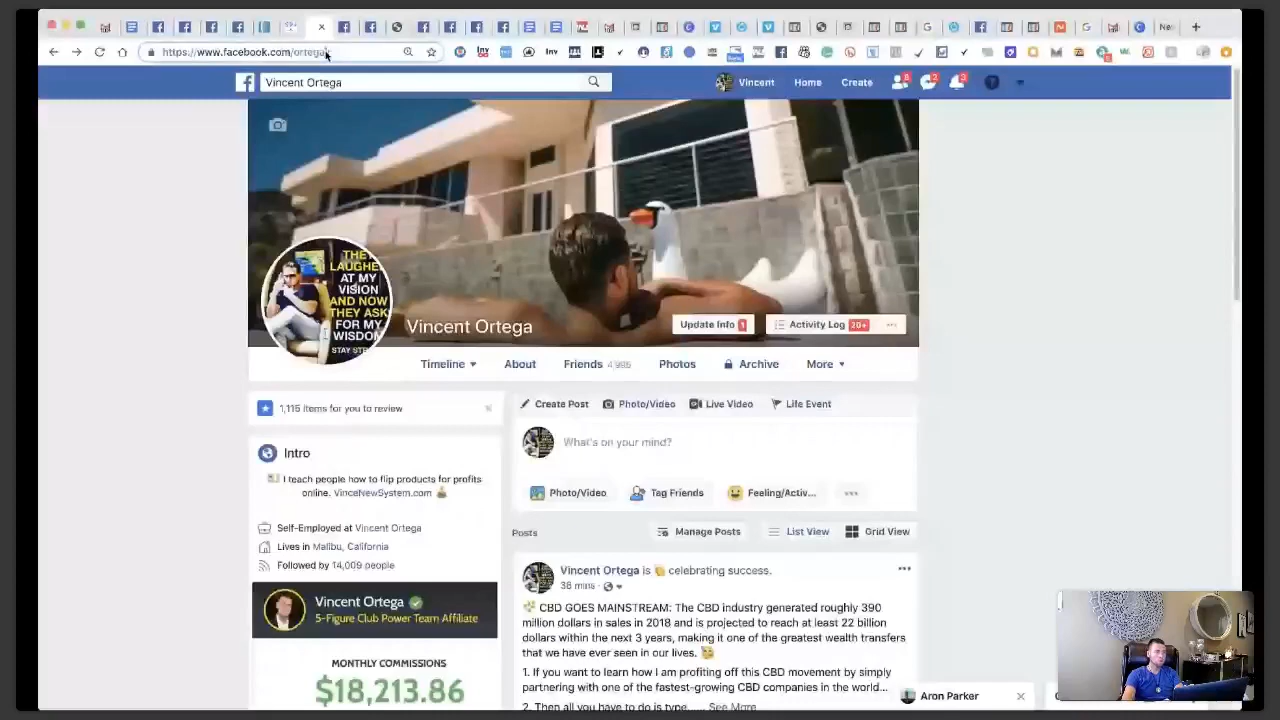 https://www.facebook.com/ortega
Vincent Ortega
Vincent
Home
Create
8
2
3
THEY
LAUGHED
AT MY
VISION
AND NOW
THEY ASK
FOR MY
WISDOM
Vincent Ortega
Update Info 1
Activity Log 20+
Timeline
About
Friends 4,995
Photos
Archive
More
1,115 items for you to review
Create Post
Photo/Video
Live Video
Life Event
What's on your mind?
Intro
I teach people how to flip products for profits
online. VinceNewSystem.com
Photo/Video
Tag Friends
Feeling/Activ...
Self-Employed at Vincent Ortega
Lives in Malibu, California
Followed by 14,009 people
Posts
Manage Posts
List View
Grid View
Vincent Ortega
5-Figure Club Power Team Affiliate
MONTHLY COMMISSIONS
$18,213.86
Vincent Ortega is celebrating success.
36 mins
CBD GOES MAINSTREAM: The CBD industry generated roughly 390
million dollars in sales in 2018 and is projected to reach at least 22 billion
dollars within the next 3 years, making it one of the greatest wealth transfers
that we have ever seen in our lives.
1. If you want to learn how I am profiting off this CBD movement by simply
partnering with one of the fastest-growing CBD companies in the world...
2. Then all you have to do is type..... See More
Aron Parker